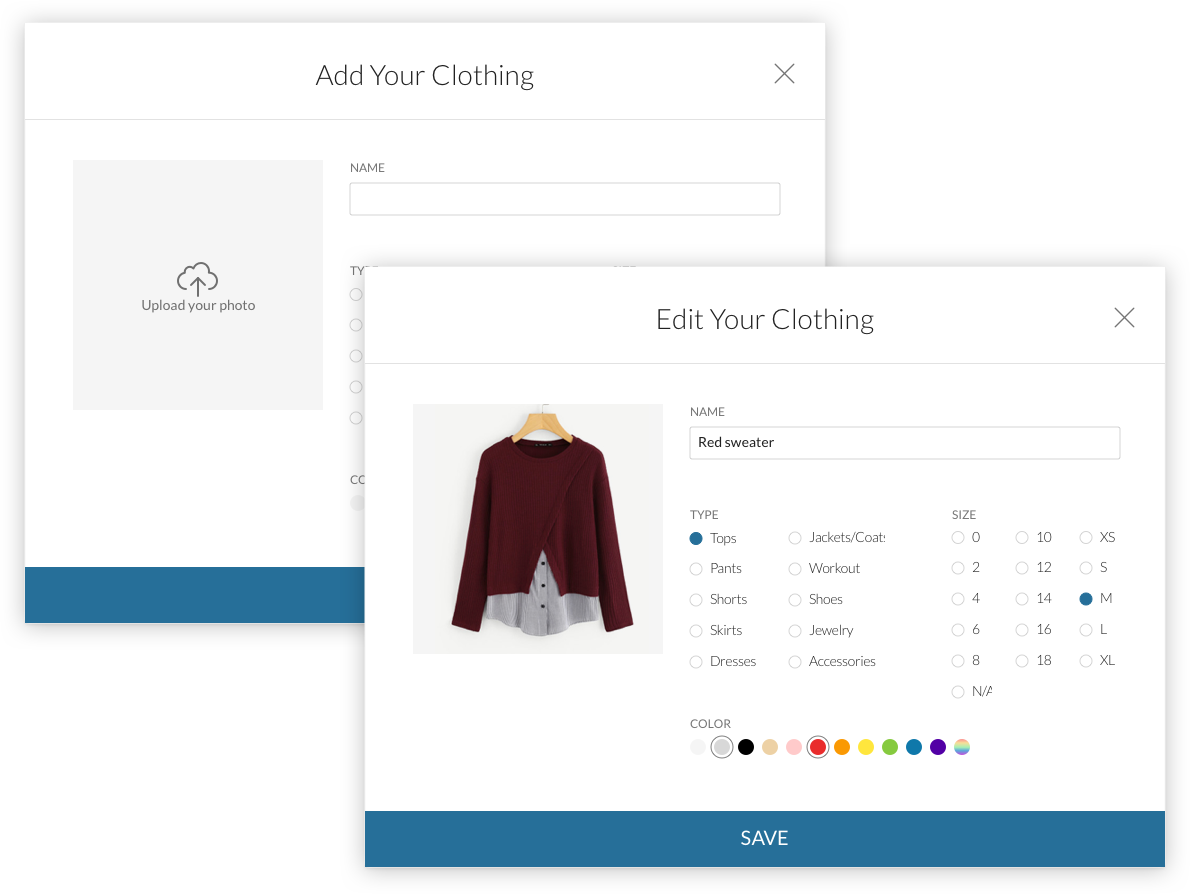 Add Your Clothing
NAME
Upload your photo
Edit Your Clothing
NAME
Red sweater
TYPE
Tops
Pants
Shorts
Skirts
Dresses
Jackets/Coats
Workout
Shoes
Jewelry
Accessories
SIZE
0
2
4
6
8
N/A
10
12
14
16
18
XS
S
M
L
XL
COLOR
SAVE